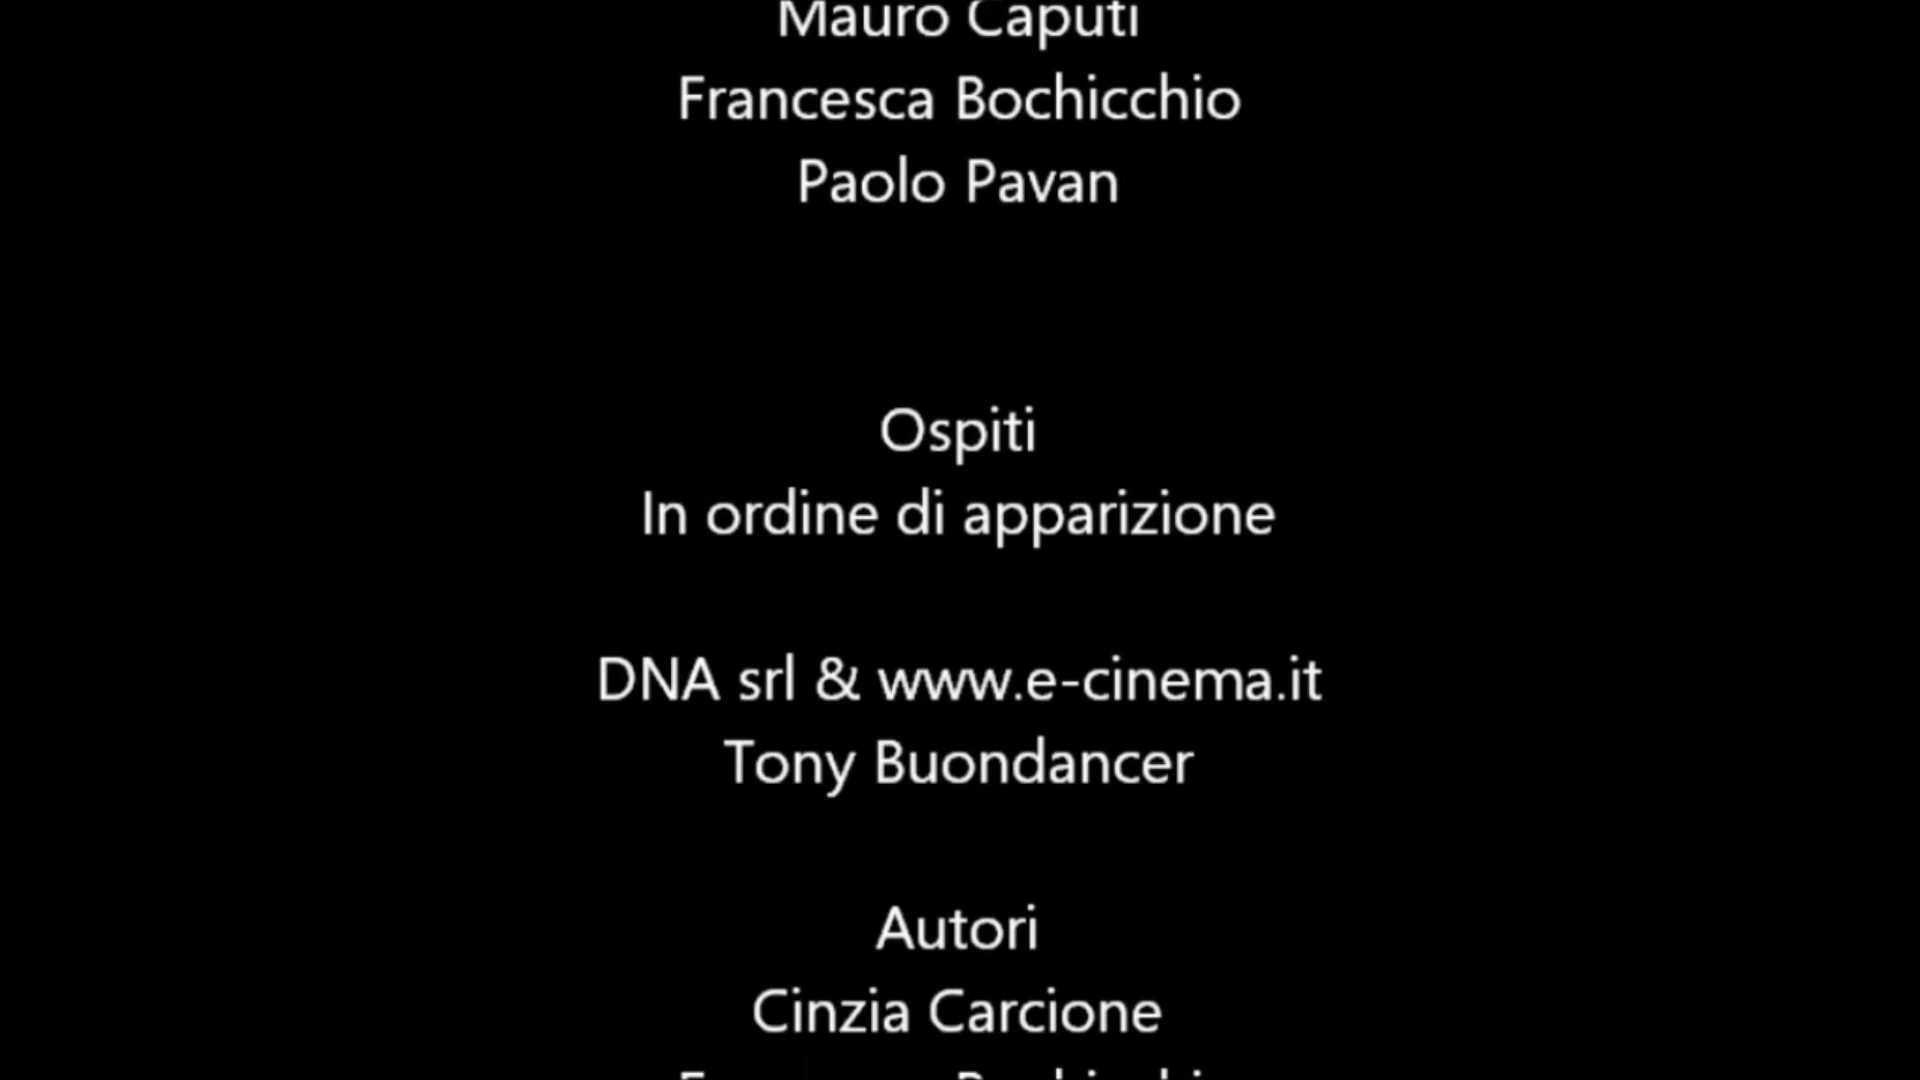 Mauro Caputi
Francesca Bochicchio
Paolo Pavan
Ospiti
In ordine di apparizione
DNA srl & www.e-cinema.it
Tony Buondancer
Autori
Cinzia Carcione